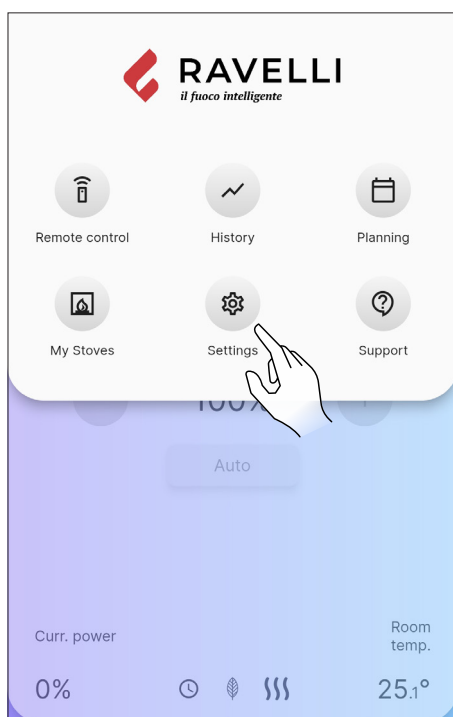 RAVELLI
il fuoco intelligente
Remote control
History
Planning
My Stoves
Settings
Support
100%
Auto
Curr. power
Room
temp.
0%
25.1°